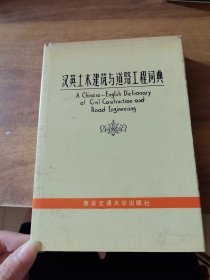 汉英土木建筑与道路工程词典
A Chinese-English Dictionary
of Civil Construction and
Road Engineering
西安交通大学出版社